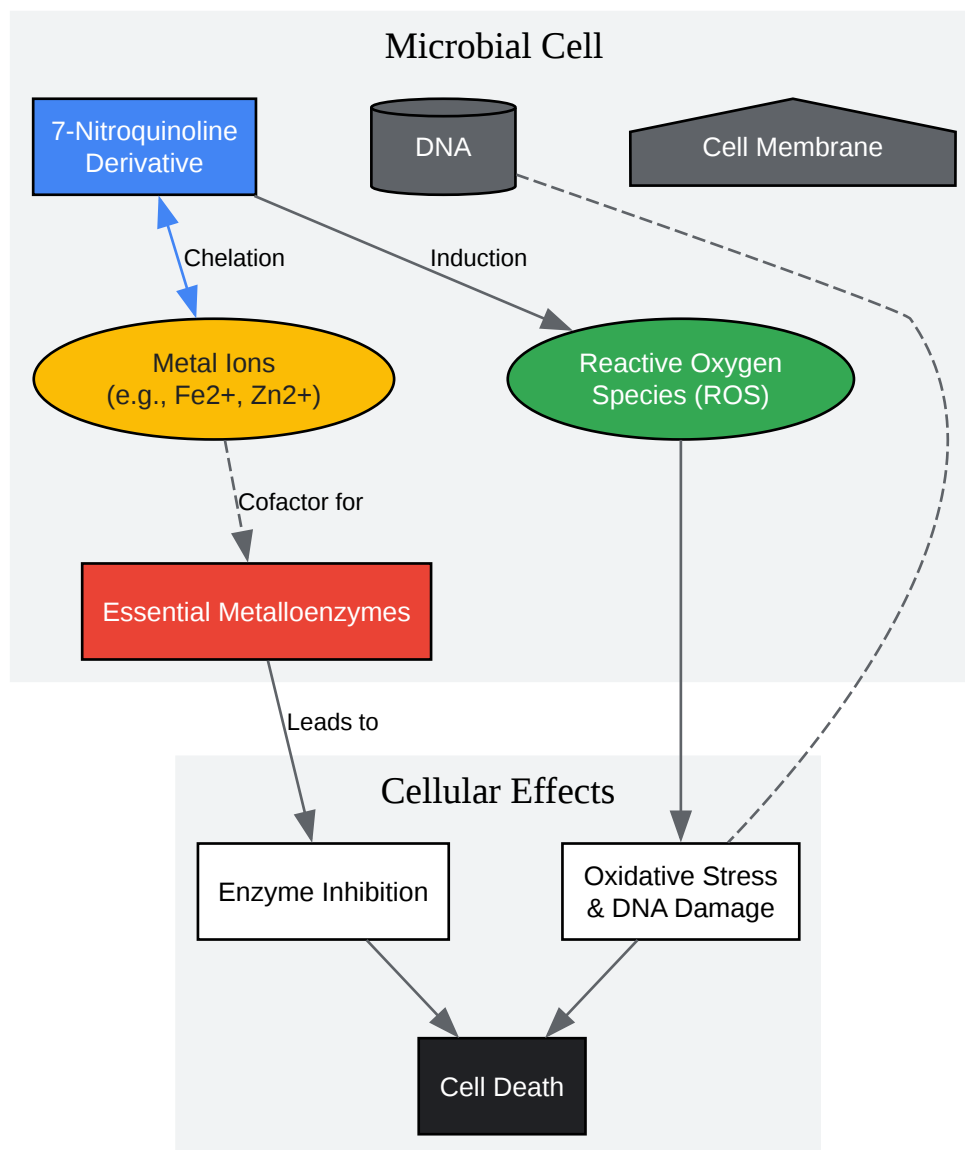 Microbial Cell
7-Nitroquinoline
Derivative
DNA
Cell Membrane
Chelation
Induction
Metal Ions
(e.g., Fe2+, Zn2+)
Reactive Oxygen
Species (ROS)
Cofactor for
Essential Metalloenzymes
Leads to
Cellular Effects
Enzyme Inhibition
Oxidative Stress
& DNA Damage
Cell Death